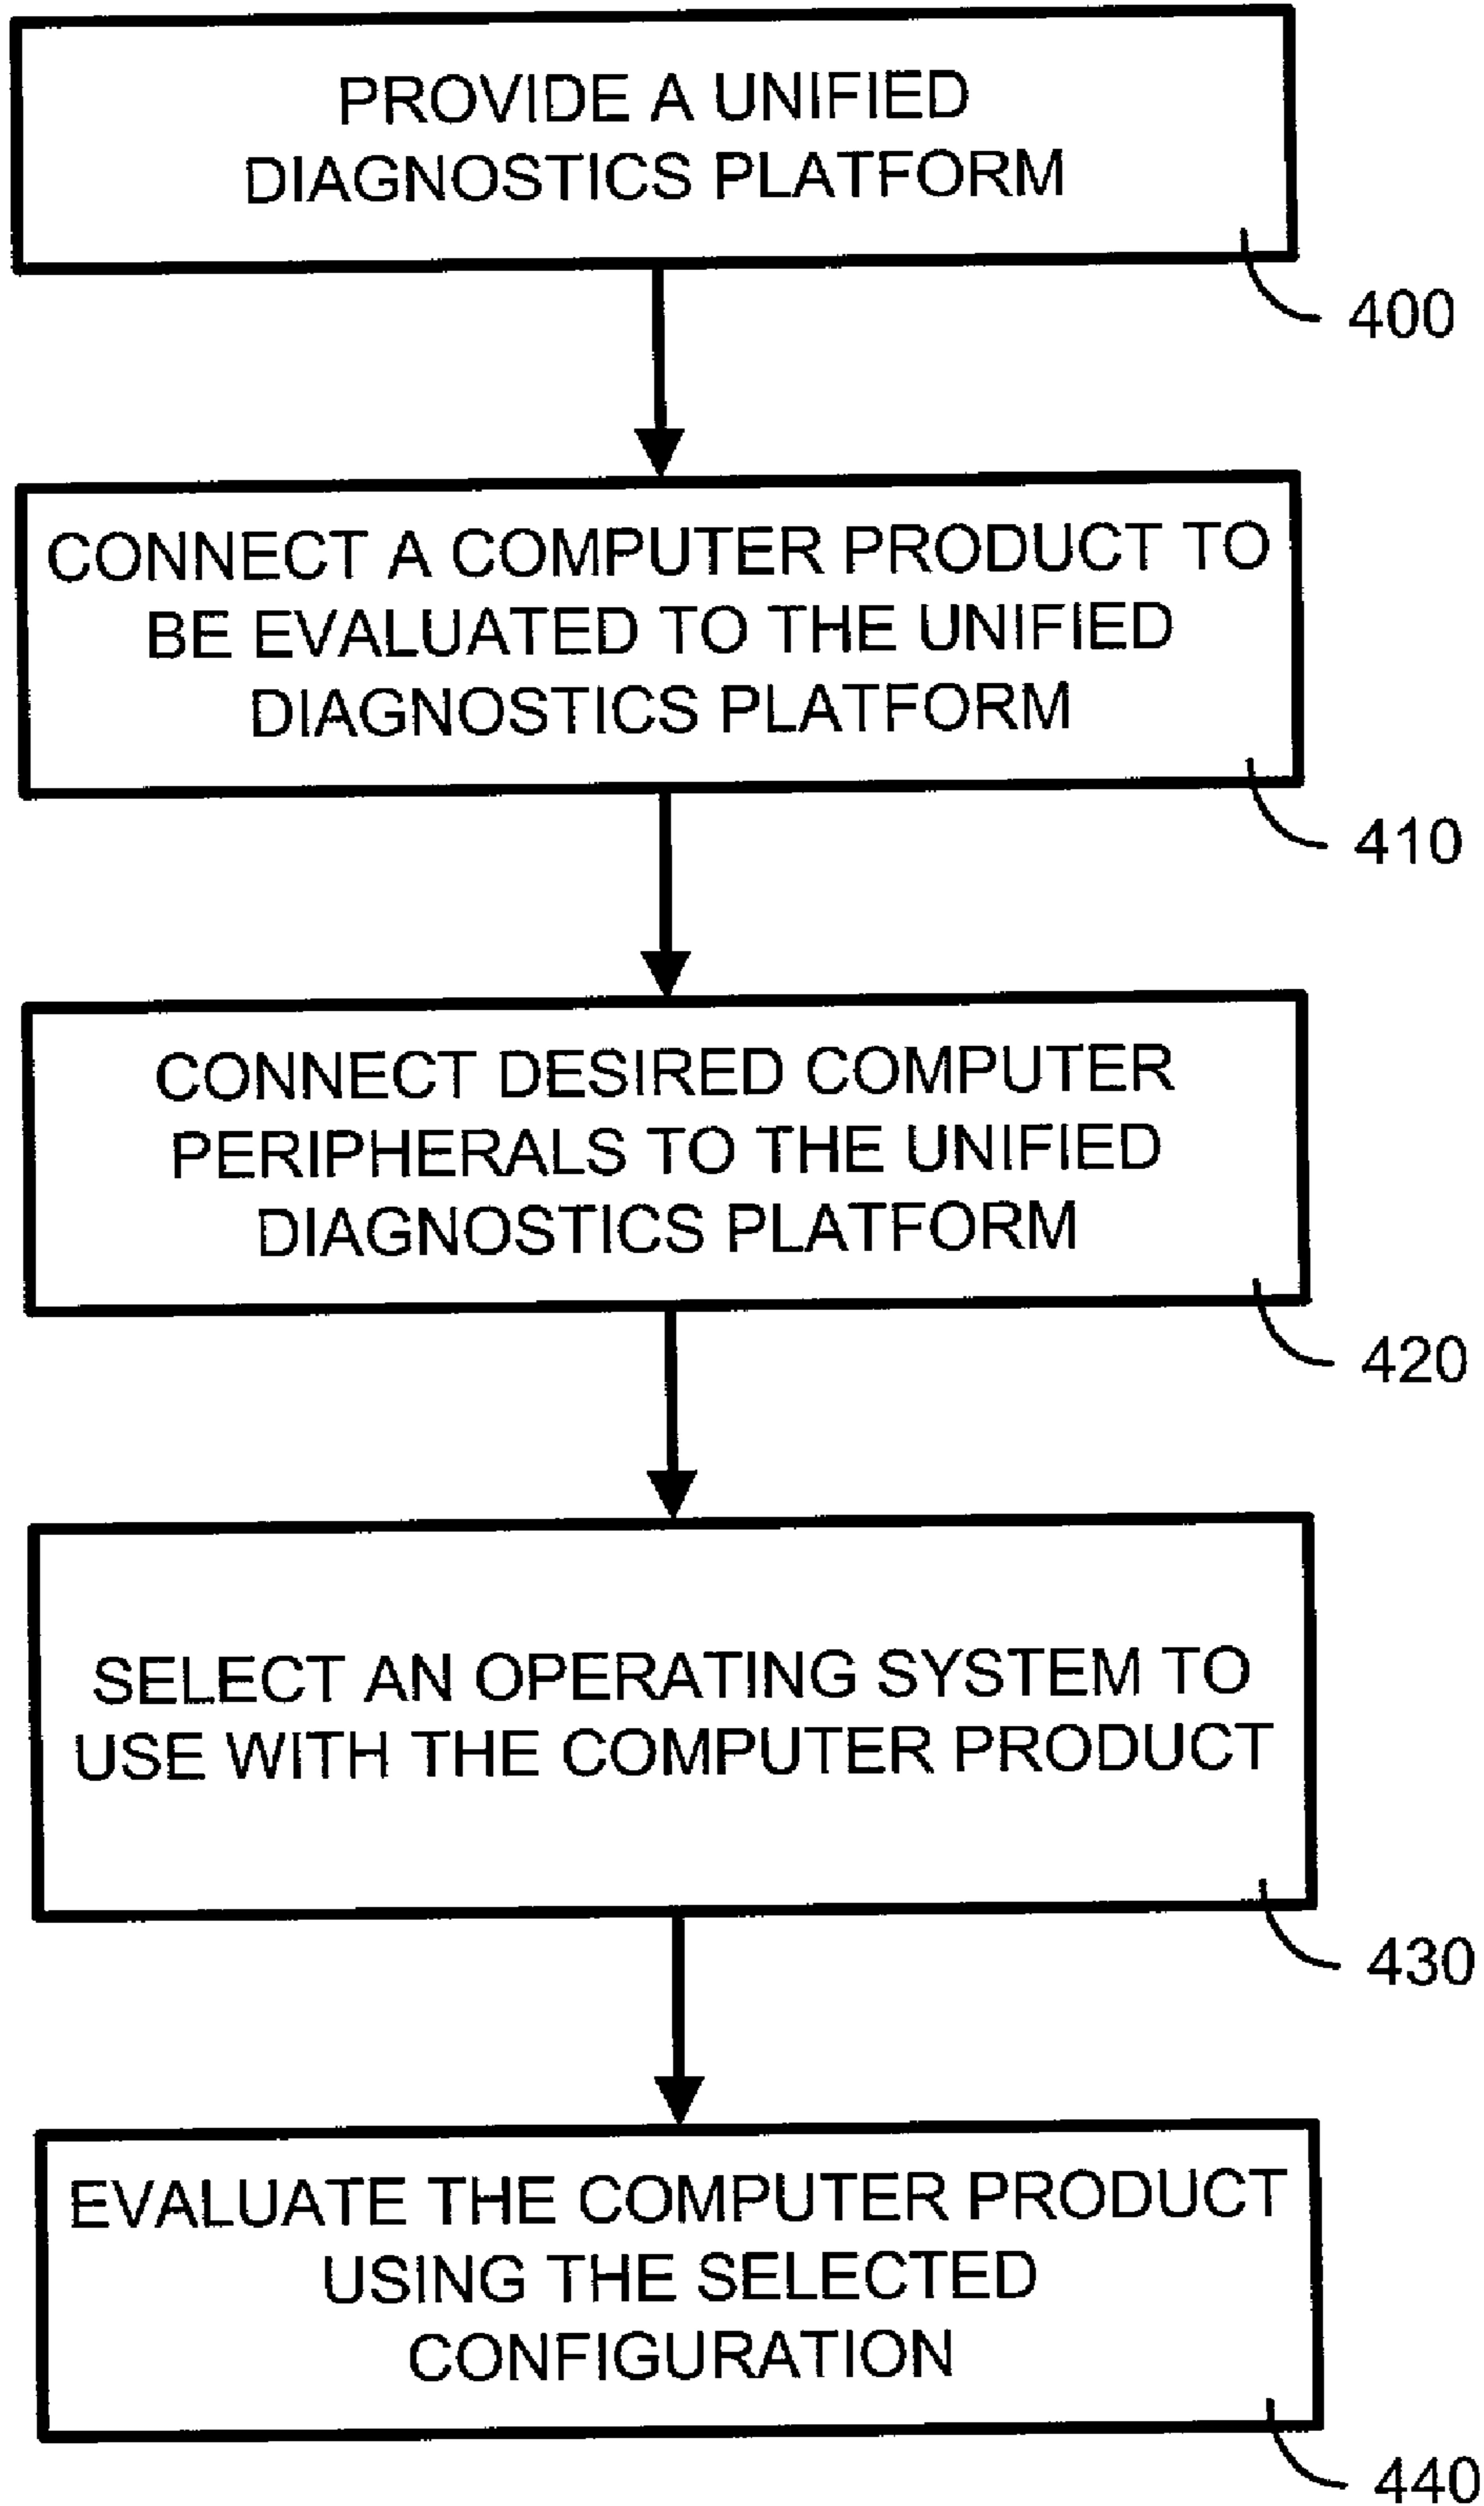 PROVIDE A UNIFIED
DIAGNOSTICS PLATFORM
400
CONNECT A COMPUTER PRODUCT TO
BE EVALUATED TO THE UNIFIED
DIAGNOSTICS PLATFORM
410
CONNECT DESIRED COMPUTER
PERIPHERALS TO THE UNIFIED
DIAGNOSTICS PLATFORM
420
SELECT AN OPERATING SYSTEM TO
USE WITH THE COMPUTER PRODUCT
430
EVALUATE THE COMPUTER PRODUCT
USING THE SELECTED
CONFIGURATION
440